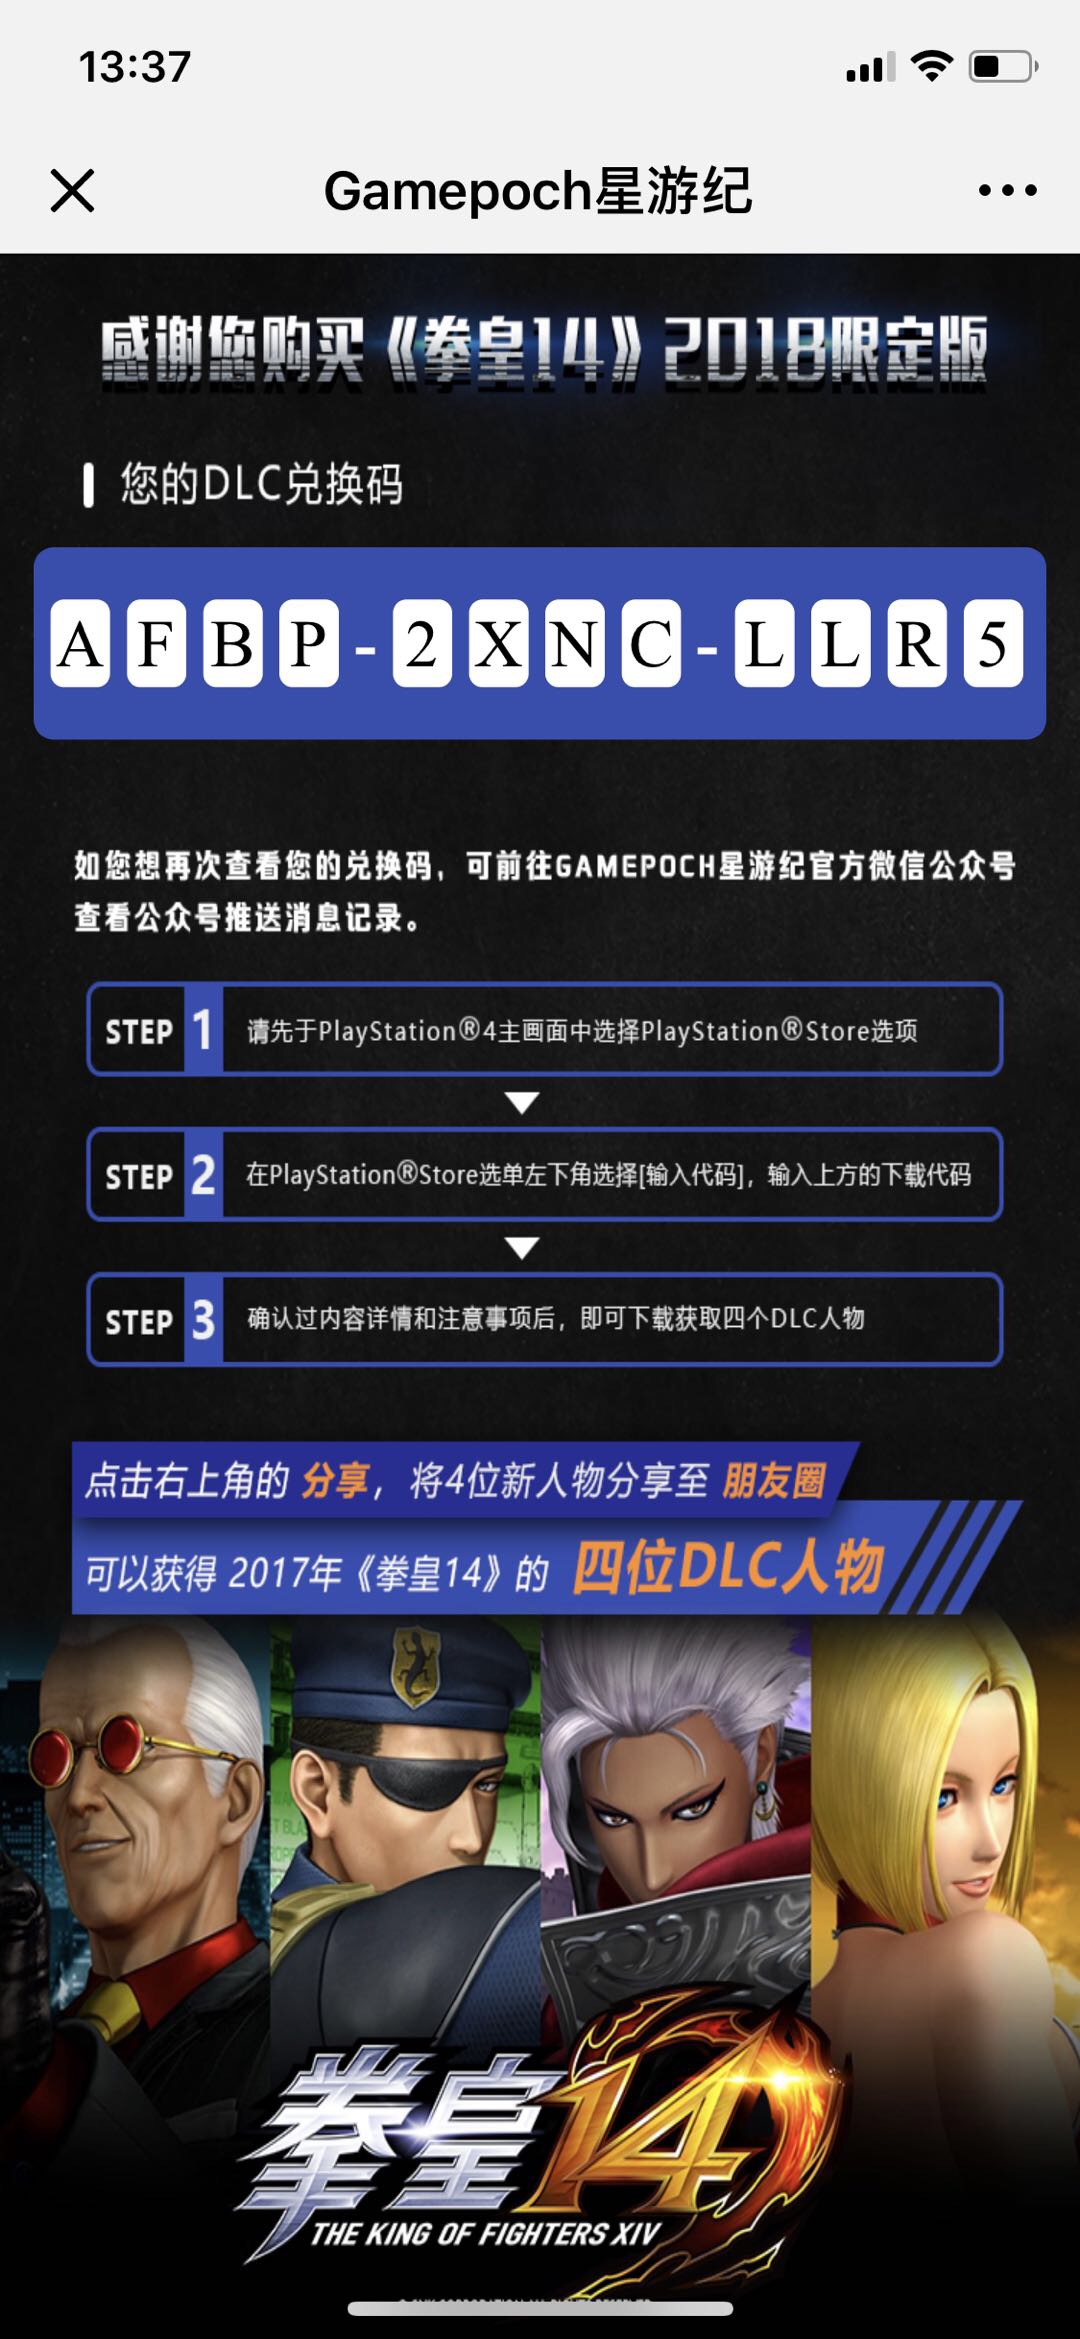 13:37
Gamepoch星游纪
感谢您购买《拳皇14》2018限定版
您的DLC兑换码
AFBP-2XNC-LLR5
如您想再次查看您的兑换码，可前往GAMEPOCH星游纪官方微信公众号
查看公众号推送消息记录。
STEP 1 请先于PlayStation®4主画面中选择PlayStation®Store选项
STEP 2 在PlayStation®Store选单左下角选择[输入代码]，输入上方的下载代码
STEP 3 确认过内容详情和注意事项后，即可下载获取四个DLC人物
点击右上角的 分享，将4位新人物分享至 朋友圈
可以获得 2017年《拳皇14》的 四位DLC人物
拳皇14
THE KING OF FIGHTERS XIV